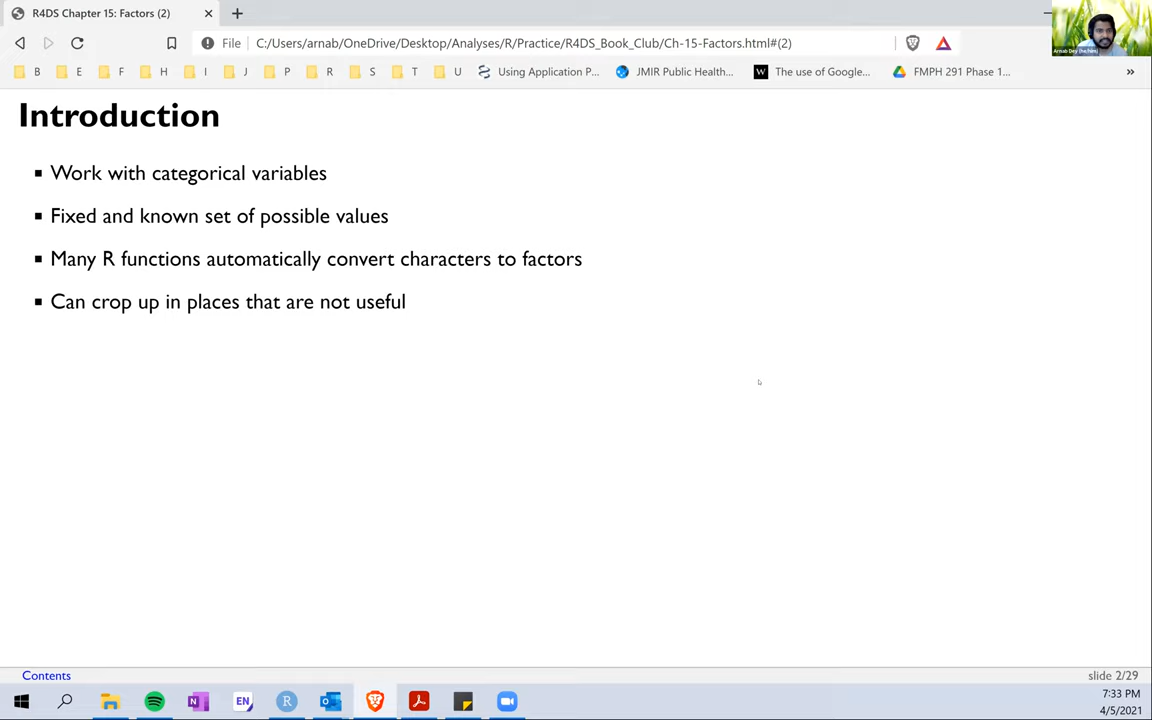 R4DS Chapter 15: Factors (2)
File C:/Users/arnab/OneDrive/Desktop/Analyses/R/Practice/R4DS_Book_Club/Ch-15-Factors.html#(2)
B E F H I J P R S T U Using Application P... JMIR Public Health... W The use of Google... FMPH 291 Phase 1... »
Introduction
▪ Work with categorical variables
▪ Fixed and known set of possible values
▪ Many R functions automatically convert characters to factors
▪ Can crop up in places that are not useful
Contents
slide 2/29
N EN R
7:33 PM
4/5/2021